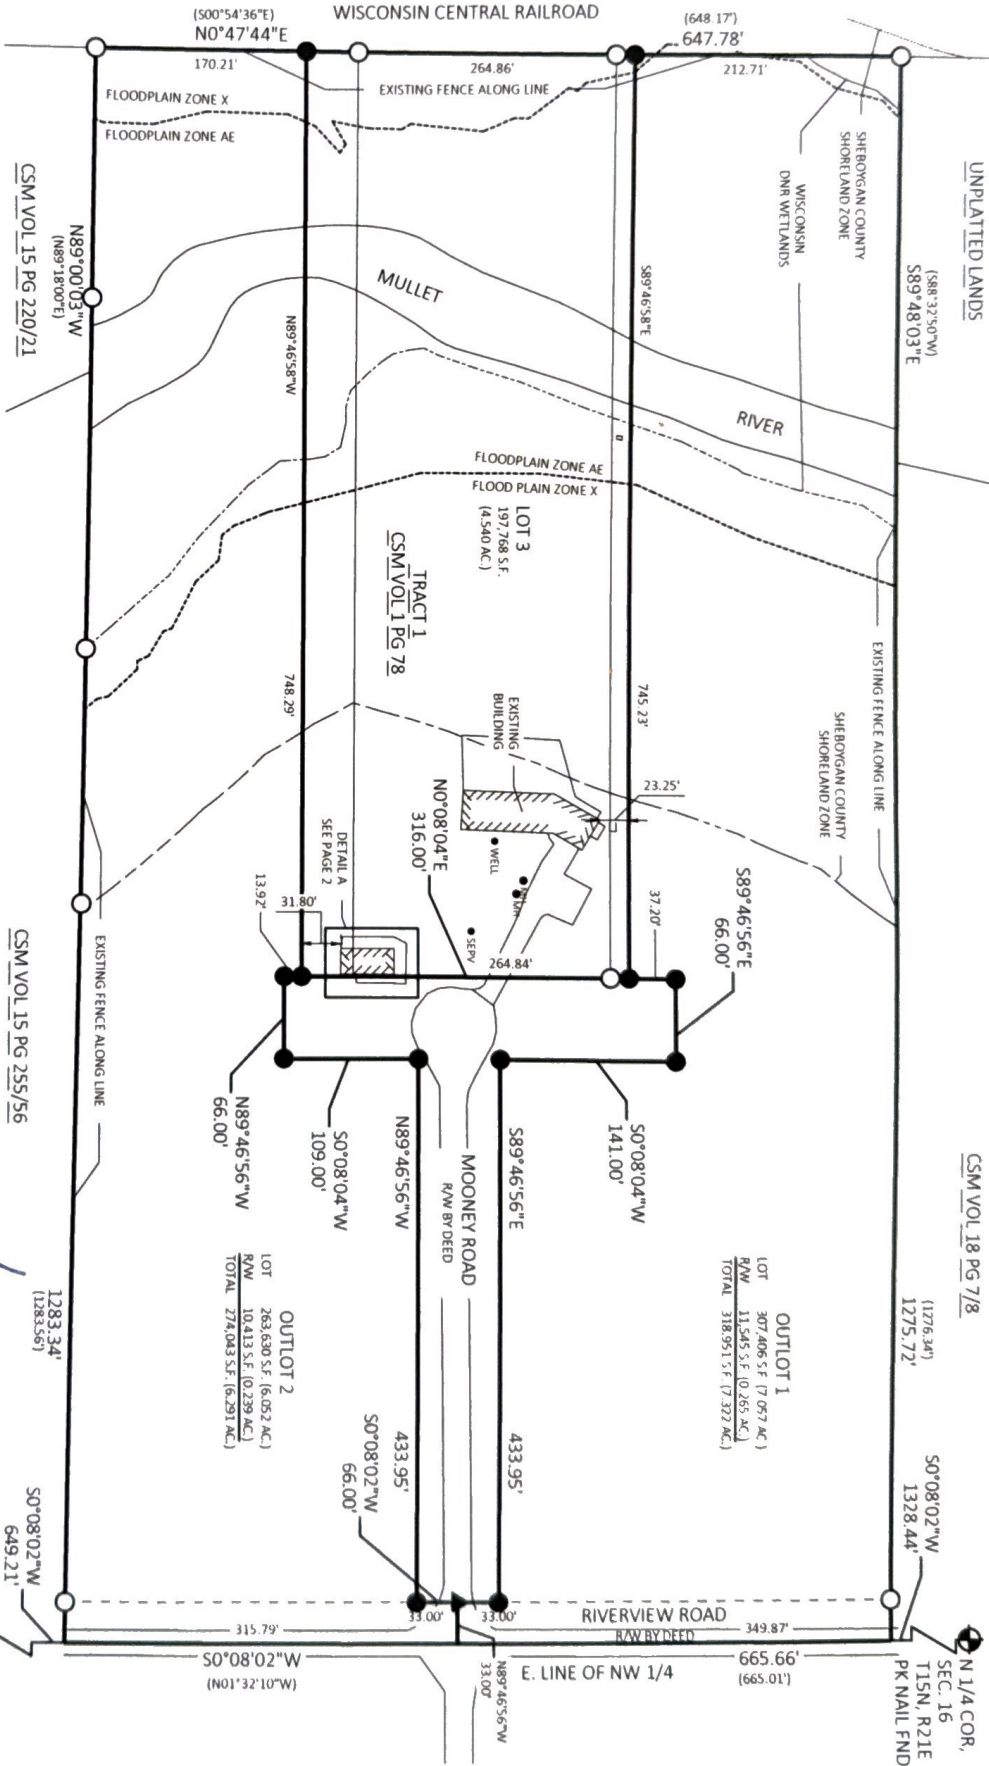 (S00°54'36"E)
N0°47'44"E
WISCONSIN CENTRAL RAILROAD
(648.17')
647.78'
170.21'
264.86'
212.71'
EXISTING FENCE ALONG LINE
FLOODPLAIN ZONE X
FLOODPLAIN ZONE AE
SHEBOYGAN COUNTY
SHORELAND ZONE
WISCONSIN
DNR WETLANDS
UNPLATTED LANDS
(S88°32'50"W)
S89°48'03"E
CSM VOL 15 PG 220/21
N89°00'03"W
(N89°18'00"E)
MULLET
RIVER
S89°46'58"E
N89°46'58"W
FLOODPLAIN ZONE AE
FLOOD PLAIN ZONE X
LOT 3
197,768 S.F.
(4.540 AC.)
TRACT 1
CSM VOL 1 PG 78
EXISTING FENCE ALONG LINE
SHEBOYGAN COUNTY
SHORELAND ZONE
748.29'
745.23'
EXISTING
BUILDING
23.25'
N0°08'04"E
316.00'
WELL
SEPV
DETAIL A
SEE PAGE 2
13.92'
31.80'
264.84'
37.20'
S89°46'56"E
66.00'
EXISTING FENCE ALONG LINE
CSM VOL 15 PG 255/56
N89°46'56"W
66.00'
S0°08'04"W
109.00'
N89°46'56"W
MOONEY ROAD
R/W BY DEED
S89°46'56"E
S0°08'04"W
141.00'
CSM VOL 18 PG 7/8
(1276.34')
1275.72'
OUTLOT 1
LOT 307,406 S.F. (7.057 AC.)
R/W 11,545 S.F. (0.265 AC.)
TOTAL 318,951 S.F. (7.322 AC.)
OUTLOT 2
LOT 263,630 S.F. (6.052 AC.)
R/W 10,413 S.F. (0.239 AC.)
TOTAL 274,043 S.F. (6.291 AC.)
1283.34'
(1283.56')
433.95'
433.95'
S0°08'02"W
66.00'
S0°08'02"W
1328.44'
S0°08'02"W
649.21'
33.00'
33.00'
RIVERVIEW ROAD
R/W BY DEED
315.79'
349.87'
S0°08'02"W
(N01°32'10"W)
N89°46'56"W
33.00'
E. LINE OF NW 1/4
665.66'
(665.01')
N 1/4 COR,
SEC. 16
T15N, R21E
PK NAIL FND